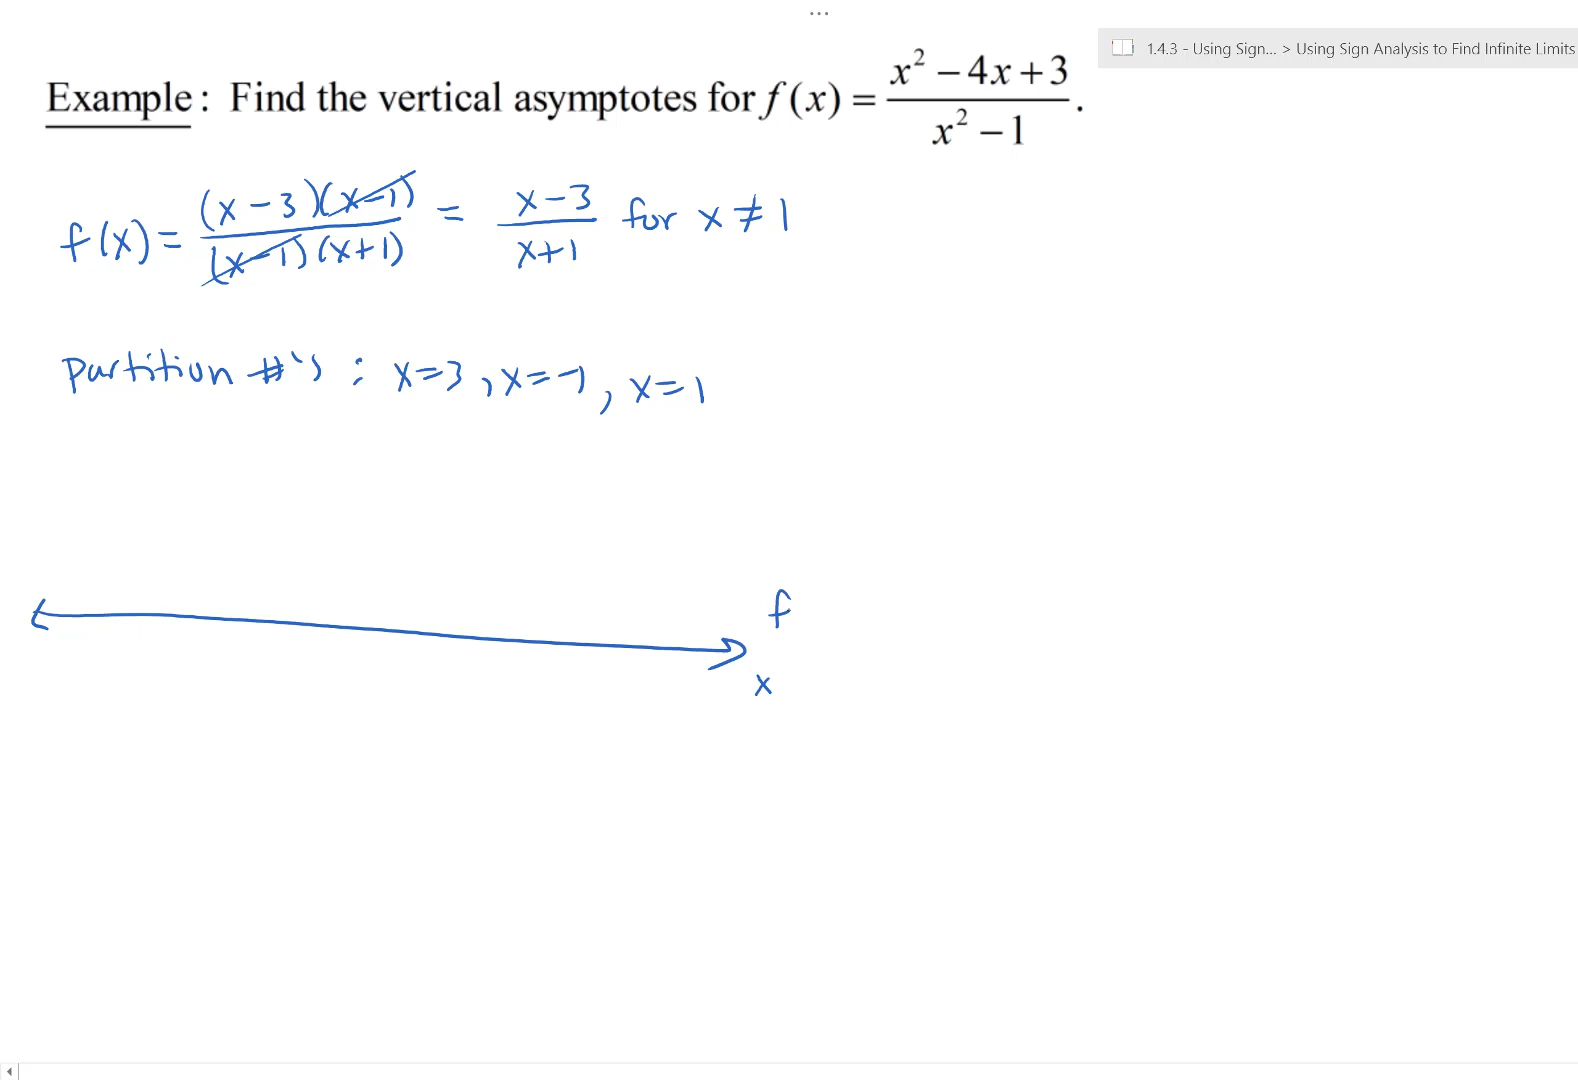 ...
1.4.3 - Using Sign... > Using Sign Analysis to Find Infinite Limits
Example: Find the vertical asymptotes for f(x) = (x² − 4x + 3)/(x² − 1).
f(x) = (x − 3)(x − 1)/(x − 1)(x + 1) = (x − 3)/(x + 1) for x ≠ 1
Partition #'s : x = 3, x = −1, x = 1
f
x